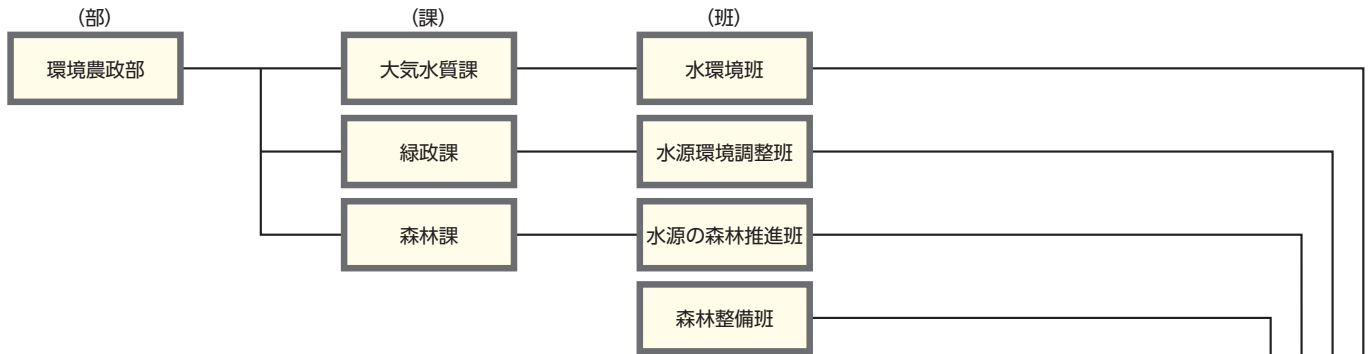 （部）
（課）
（班）
環境農政部
大気水質課
水環境班
緑政課
水源環境調整班
森林課
水源の森林推進班
森林整備班